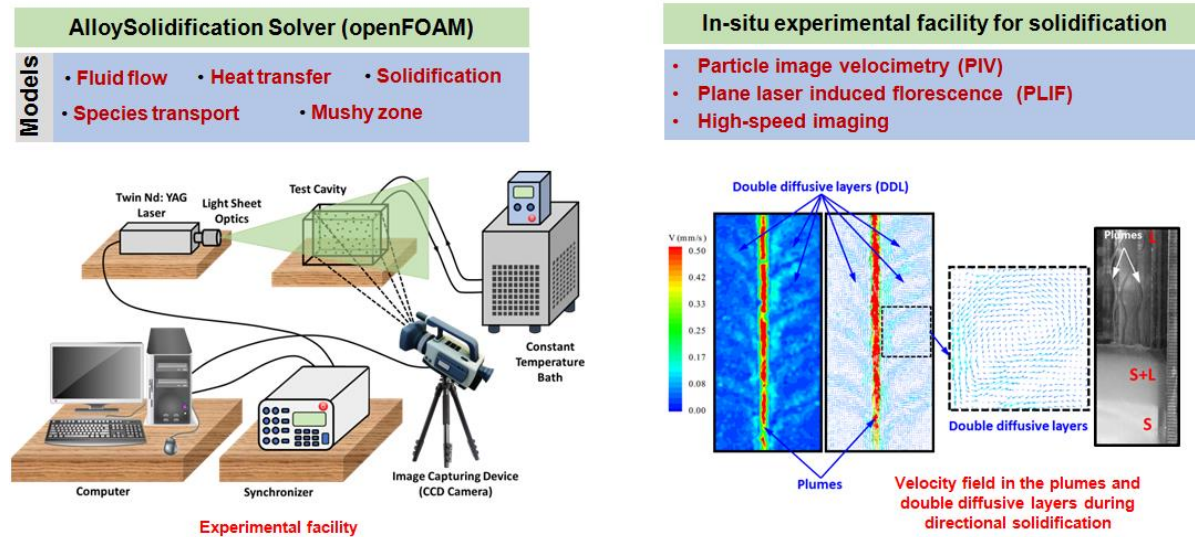 AlloySolidification Solver (openFOAM)
Models
• Fluid flow • Heat transfer • Solidification
• Species transport • Mushy zone
Twin Nd: YAG
Laser
Light Sheet
Optics
Test Cavity
Constant
Temperature
Bath
Computer
Synchronizer
Image Capturing Device
(CCD Camera)
Experimental facility
In-situ experimental facility for solidification
• Particle image velocimetry (PIV)
• Plane laser induced florescence (PLIF)
• High-speed imaging
Double diffusive layers (DDL)
V (mm/s)
0.50
0.42
0.34
0.25
0.17
0.08
0.00
Plumes
Double diffusive layers
Plumes
L
S+L
S
Velocity field in the plumes and
double diffusive layers during
directional solidification